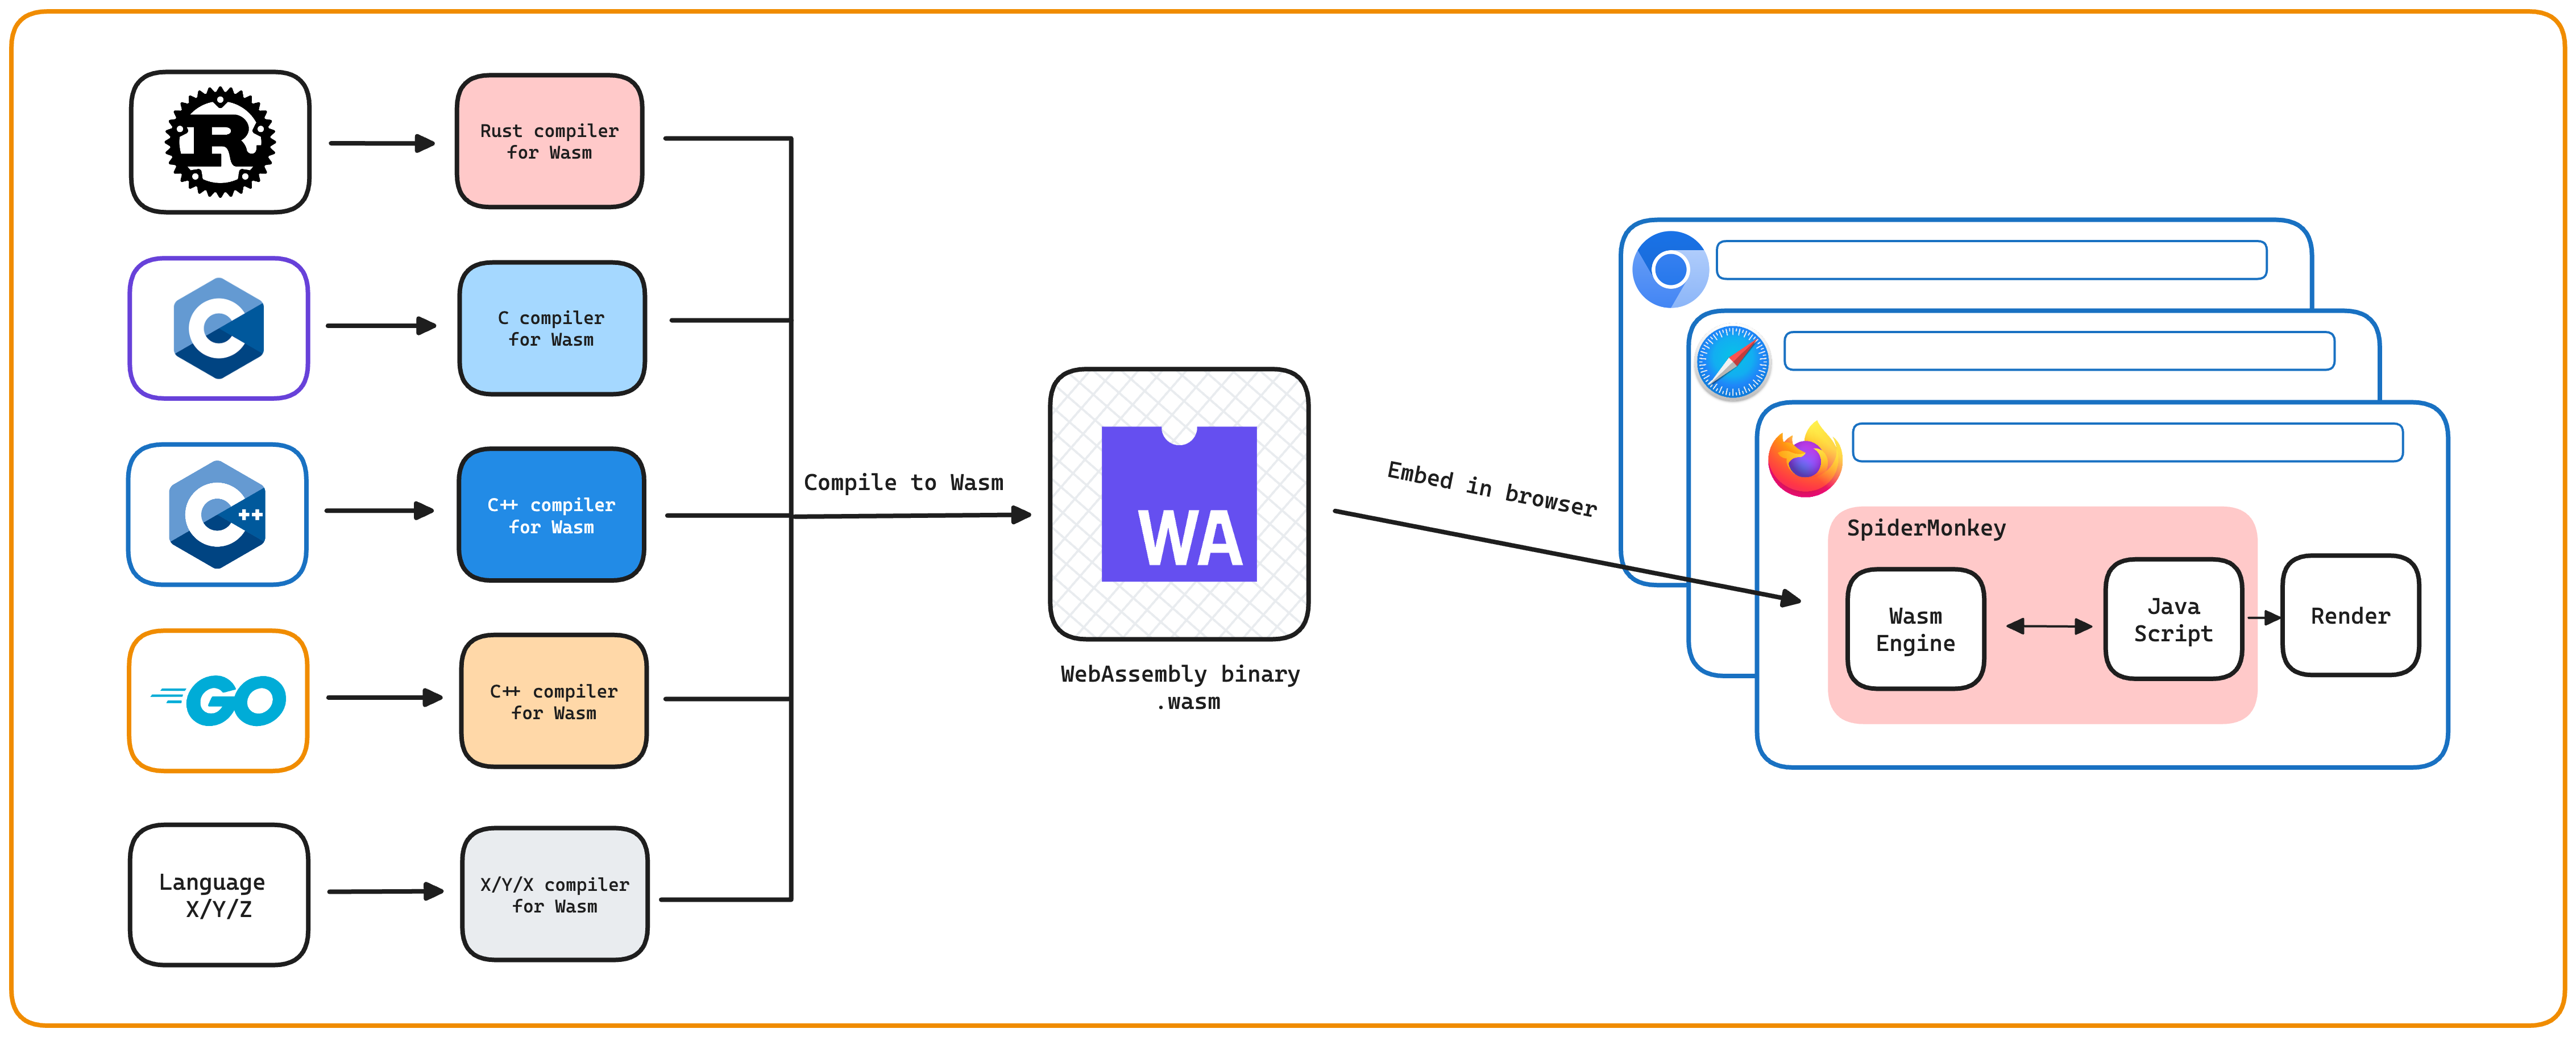 R
Rust compiler
for Wasm
C
C compiler
for Wasm
C++
C++ compiler
for Wasm
GO
C++ compiler
for Wasm
Language
X/Y/Z
X/Y/X compiler
for Wasm
Compile to Wasm
WA
WebAssembly binary
.wasm
Embed in browser
SpiderMonkey
Wasm
Engine
Java
Script
Render